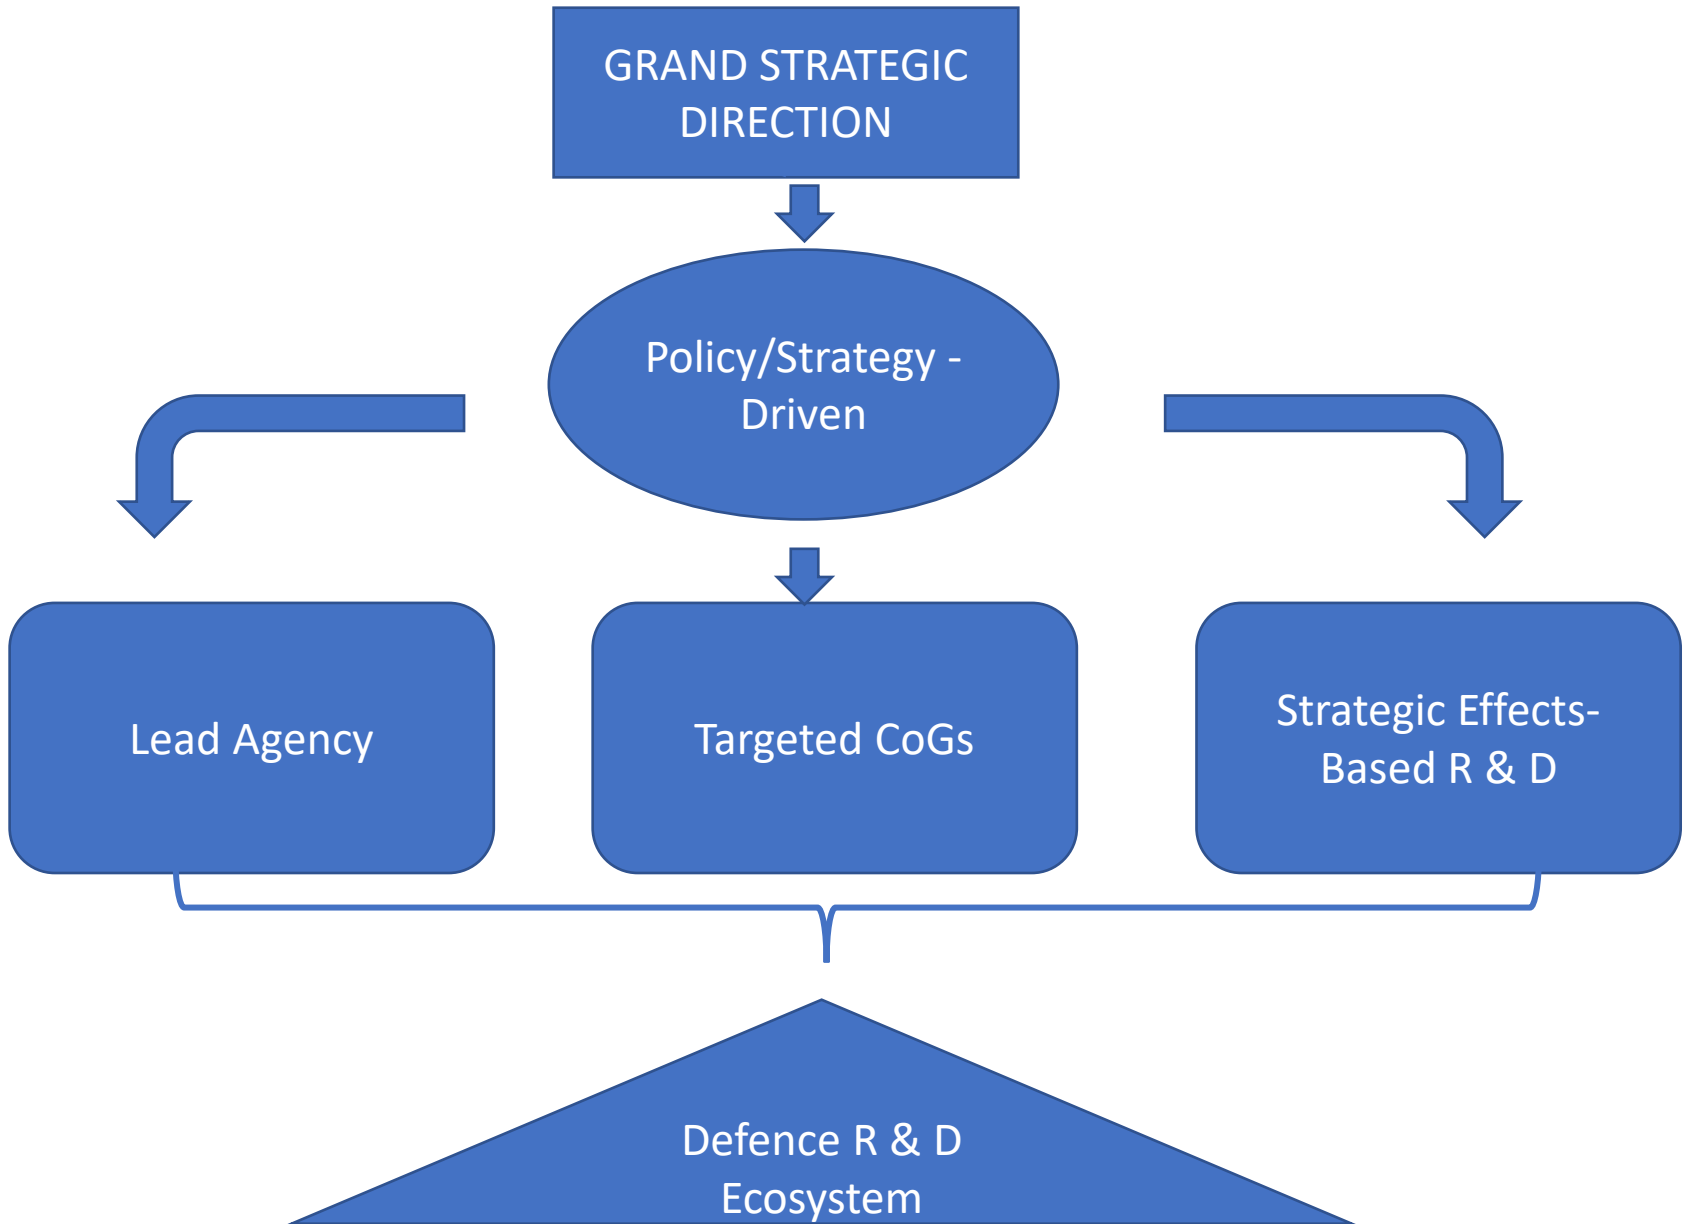 GRAND STRATEGIC
DIRECTION
Policy/Strategy -
Driven
Lead Agency
Targeted CoGs
Strategic Effects-
Based R & D
Defence R & D
Ecosystem